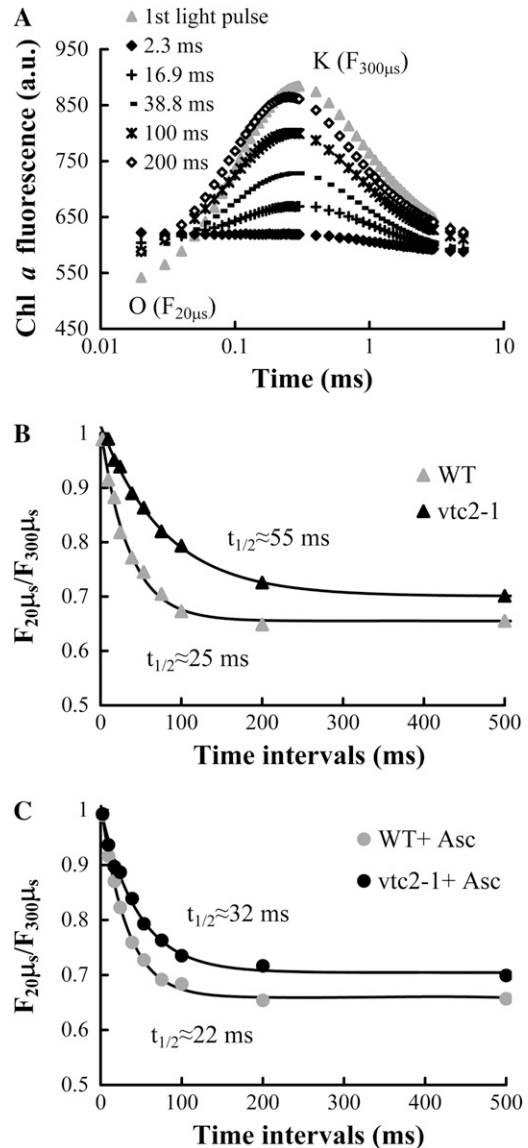 A
Chl a fluorescence (a.u.)
950
850
750
650
550
450
1st light pulse
2.3 ms
16.9 ms
38.8 ms
100 ms
200 ms
K (F300μs)
O (F20μs)
0.01
0.1
1
10
Time (ms)
B
F20μs/F300μs
1
0.9
0.8
0.7
0.6
0.5
WT
vtc2-1
t1/2≈55 ms
t1/2≈25 ms
0 100 200 300 400 500
Time intervals (ms)
C
F20μs/F300μs
1
0.9
0.8
0.7
0.6
0.5
WT+ Asc
vtc2-1+ Asc
t1/2≈32 ms
t1/2≈22 ms
0 100 200 300 400 500
Time intervals (ms)